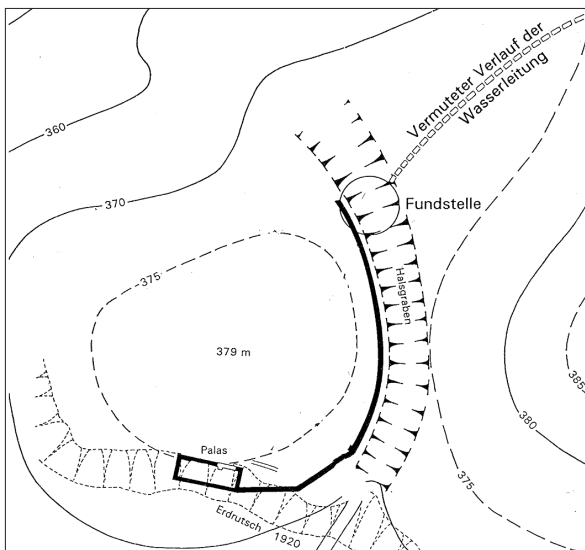 Vermuteter Verlauf der
Wasserleitung
360
370
Fundstelle
375
Halsgraben
379 m
385
380
375
Palas
Erdrutsch 1920